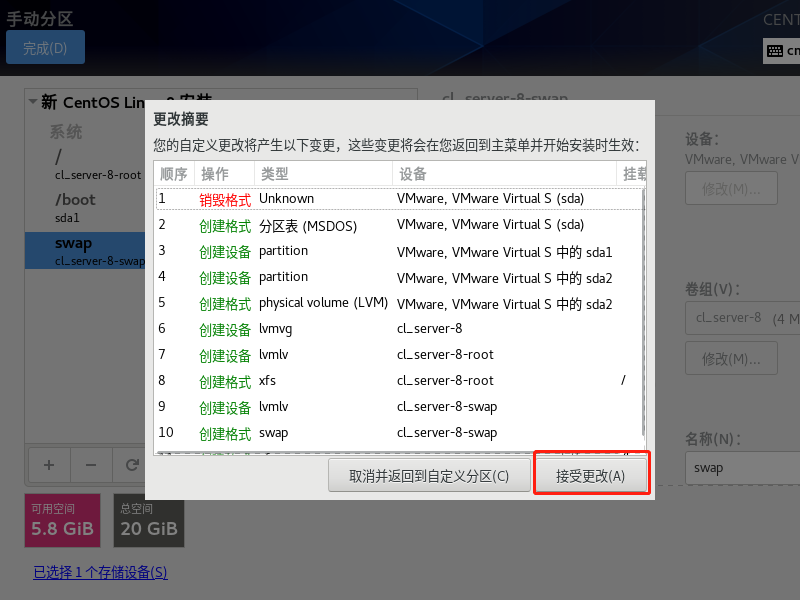 手动分区
CENT
完成(D)
cn
新 CentOS Lin
8 安装
系统
/
cl_server-8-root
/boot
sda1
swap
cl_server-8-swap
cl_server-8-swap
更改摘要
您的自定义更改将产生以下变更，这些变更将会在您返回到主菜单并开始安装时生效：
顺序 操作 类型 设备 挂载
1 销毁格式 Unknown VMware, VMware Virtual S (sda)
2 创建格式 分区表 (MSDOS) VMware, VMware Virtual S (sda)
3 创建设备 partition VMware, VMware Virtual S 中的 sda1
4 创建设备 partition VMware, VMware Virtual S 中的 sda2
5 创建格式 physical volume (LVM) VMware, VMware Virtual S 中的 sda2
6 创建设备 lvmvg cl_server-8
7 创建设备 lvmlv cl_server-8-root
8 创建格式 xfs cl_server-8-root /
9 创建设备 lvmlv cl_server-8-swap
10 创建格式 swap cl_server-8-swap
取消并返回到自定义分区(C)
接受更改(A)
设备：
VMware, VMware V
修改(M)...
卷组(V)：
cl_server-8 (4 M
修改(M)...
名称(N)：
swap
可用空间
5.8 GiB
总空间
20 GiB
已选择 1 个存储设备(S)